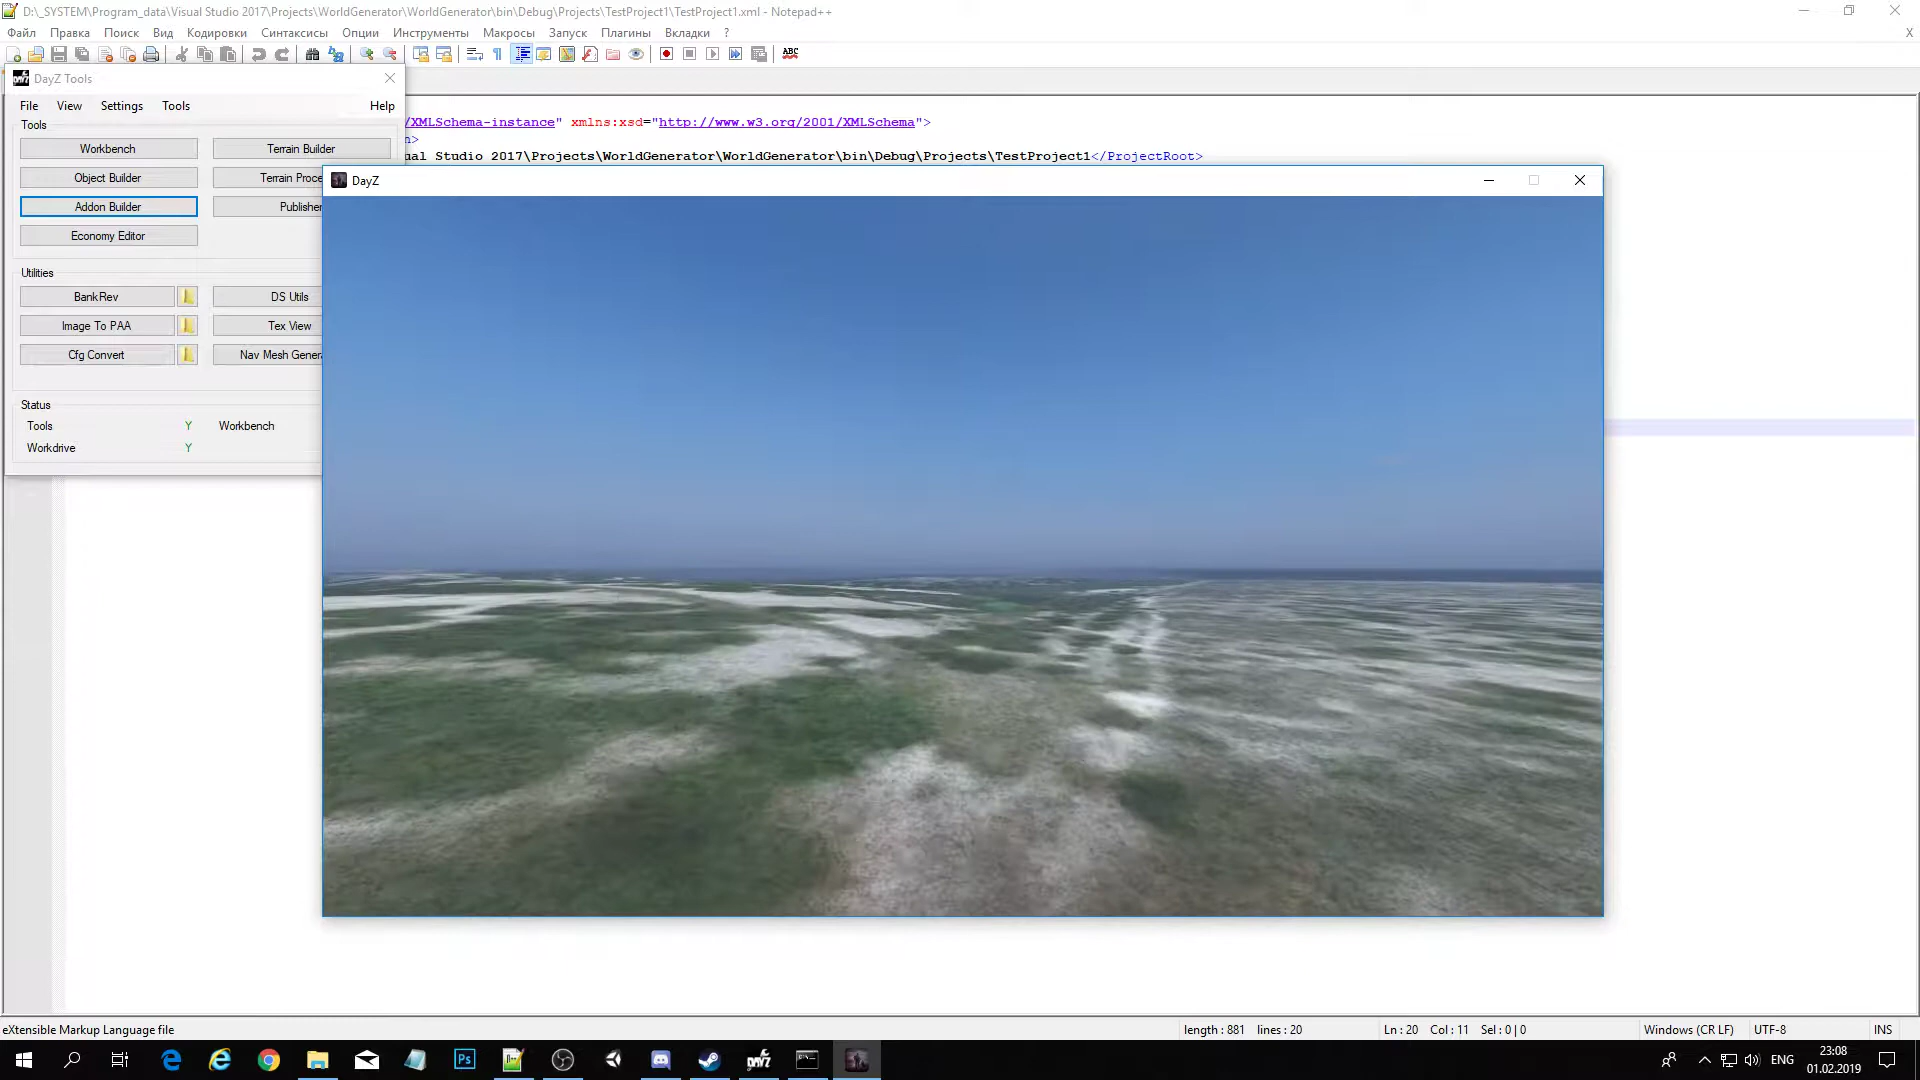 D:\_SYSTEM\Program_data\Visual Studio 2017\Projects\WorldGenerator\WorldGenerator\bin\Debug\Projects\TestProject1\TestProject1.xml - Notepad++
Файл Правка Поиск Вид Кодировки Синтаксисы Опции Инструменты Макросы Запуск Плагины Вкладки ? X
ABC
DayZ Tools
File View Settings Tools Help
Tools
Workbench Terrain Builder
Object Builder Terrain Proce
Addon Builder Publisher
Economy Editor
Utilities
BankRev DS Utils
Image To PAA Tex View
Cfg Convert Nav Mesh Genera
Status
Tools Y Workbench
Workdrive Y
/XMLSchema-instance" xmlns:xsd="http://www.w3.org/2001/XMLSchema">
n>
ual Studio 2017\Projects\WorldGenerator\WorldGenerator\bin\Debug\Projects\TestProject1</ProjectRoot>
DayZ
eXtensible Markup Language file length : 881 lines : 20 Ln : 20 Col : 11 Sel : 0 | 0 Windows (CR LF) UTF-8 INS
Ps DAYZ ENG 23:08
01.02.2019